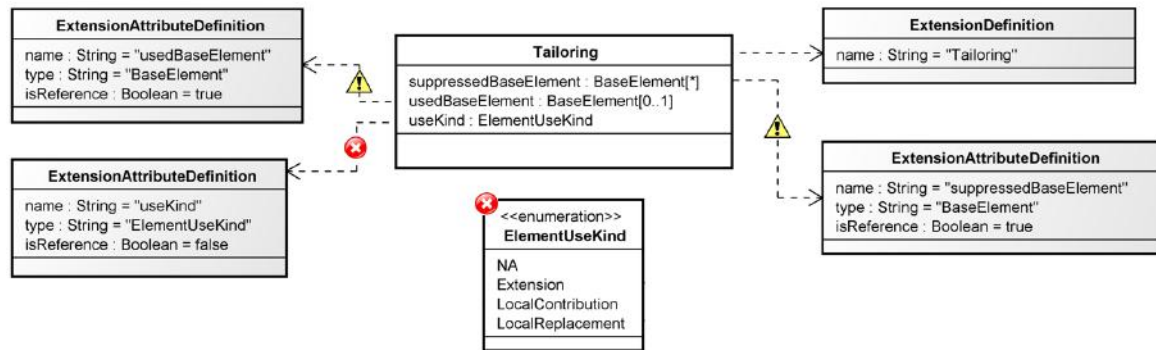 ExtensionAttributeDefinition
name : String = "usedBaseElement"
type : String = "BaseElement"
isReference : Boolean = true
Tailoring
suppressedBaseElement : BaseElement[*]
usedBaseElement : BaseElement[0..1]
useKind : ElementUseKind
ExtensionDefinition
name : String = "Tailoring"
ExtensionAttributeDefinition
name : String = "useKind"
type : String = "ElementUseKind"
isReference : Boolean = false
<<enumeration>>
ElementUseKind
NA
Extension
LocalContribution
LocalReplacement
ExtensionAttributeDefinition
name : String = "suppressedBaseElement"
type : String = "BaseElement"
isReference : Boolean = true